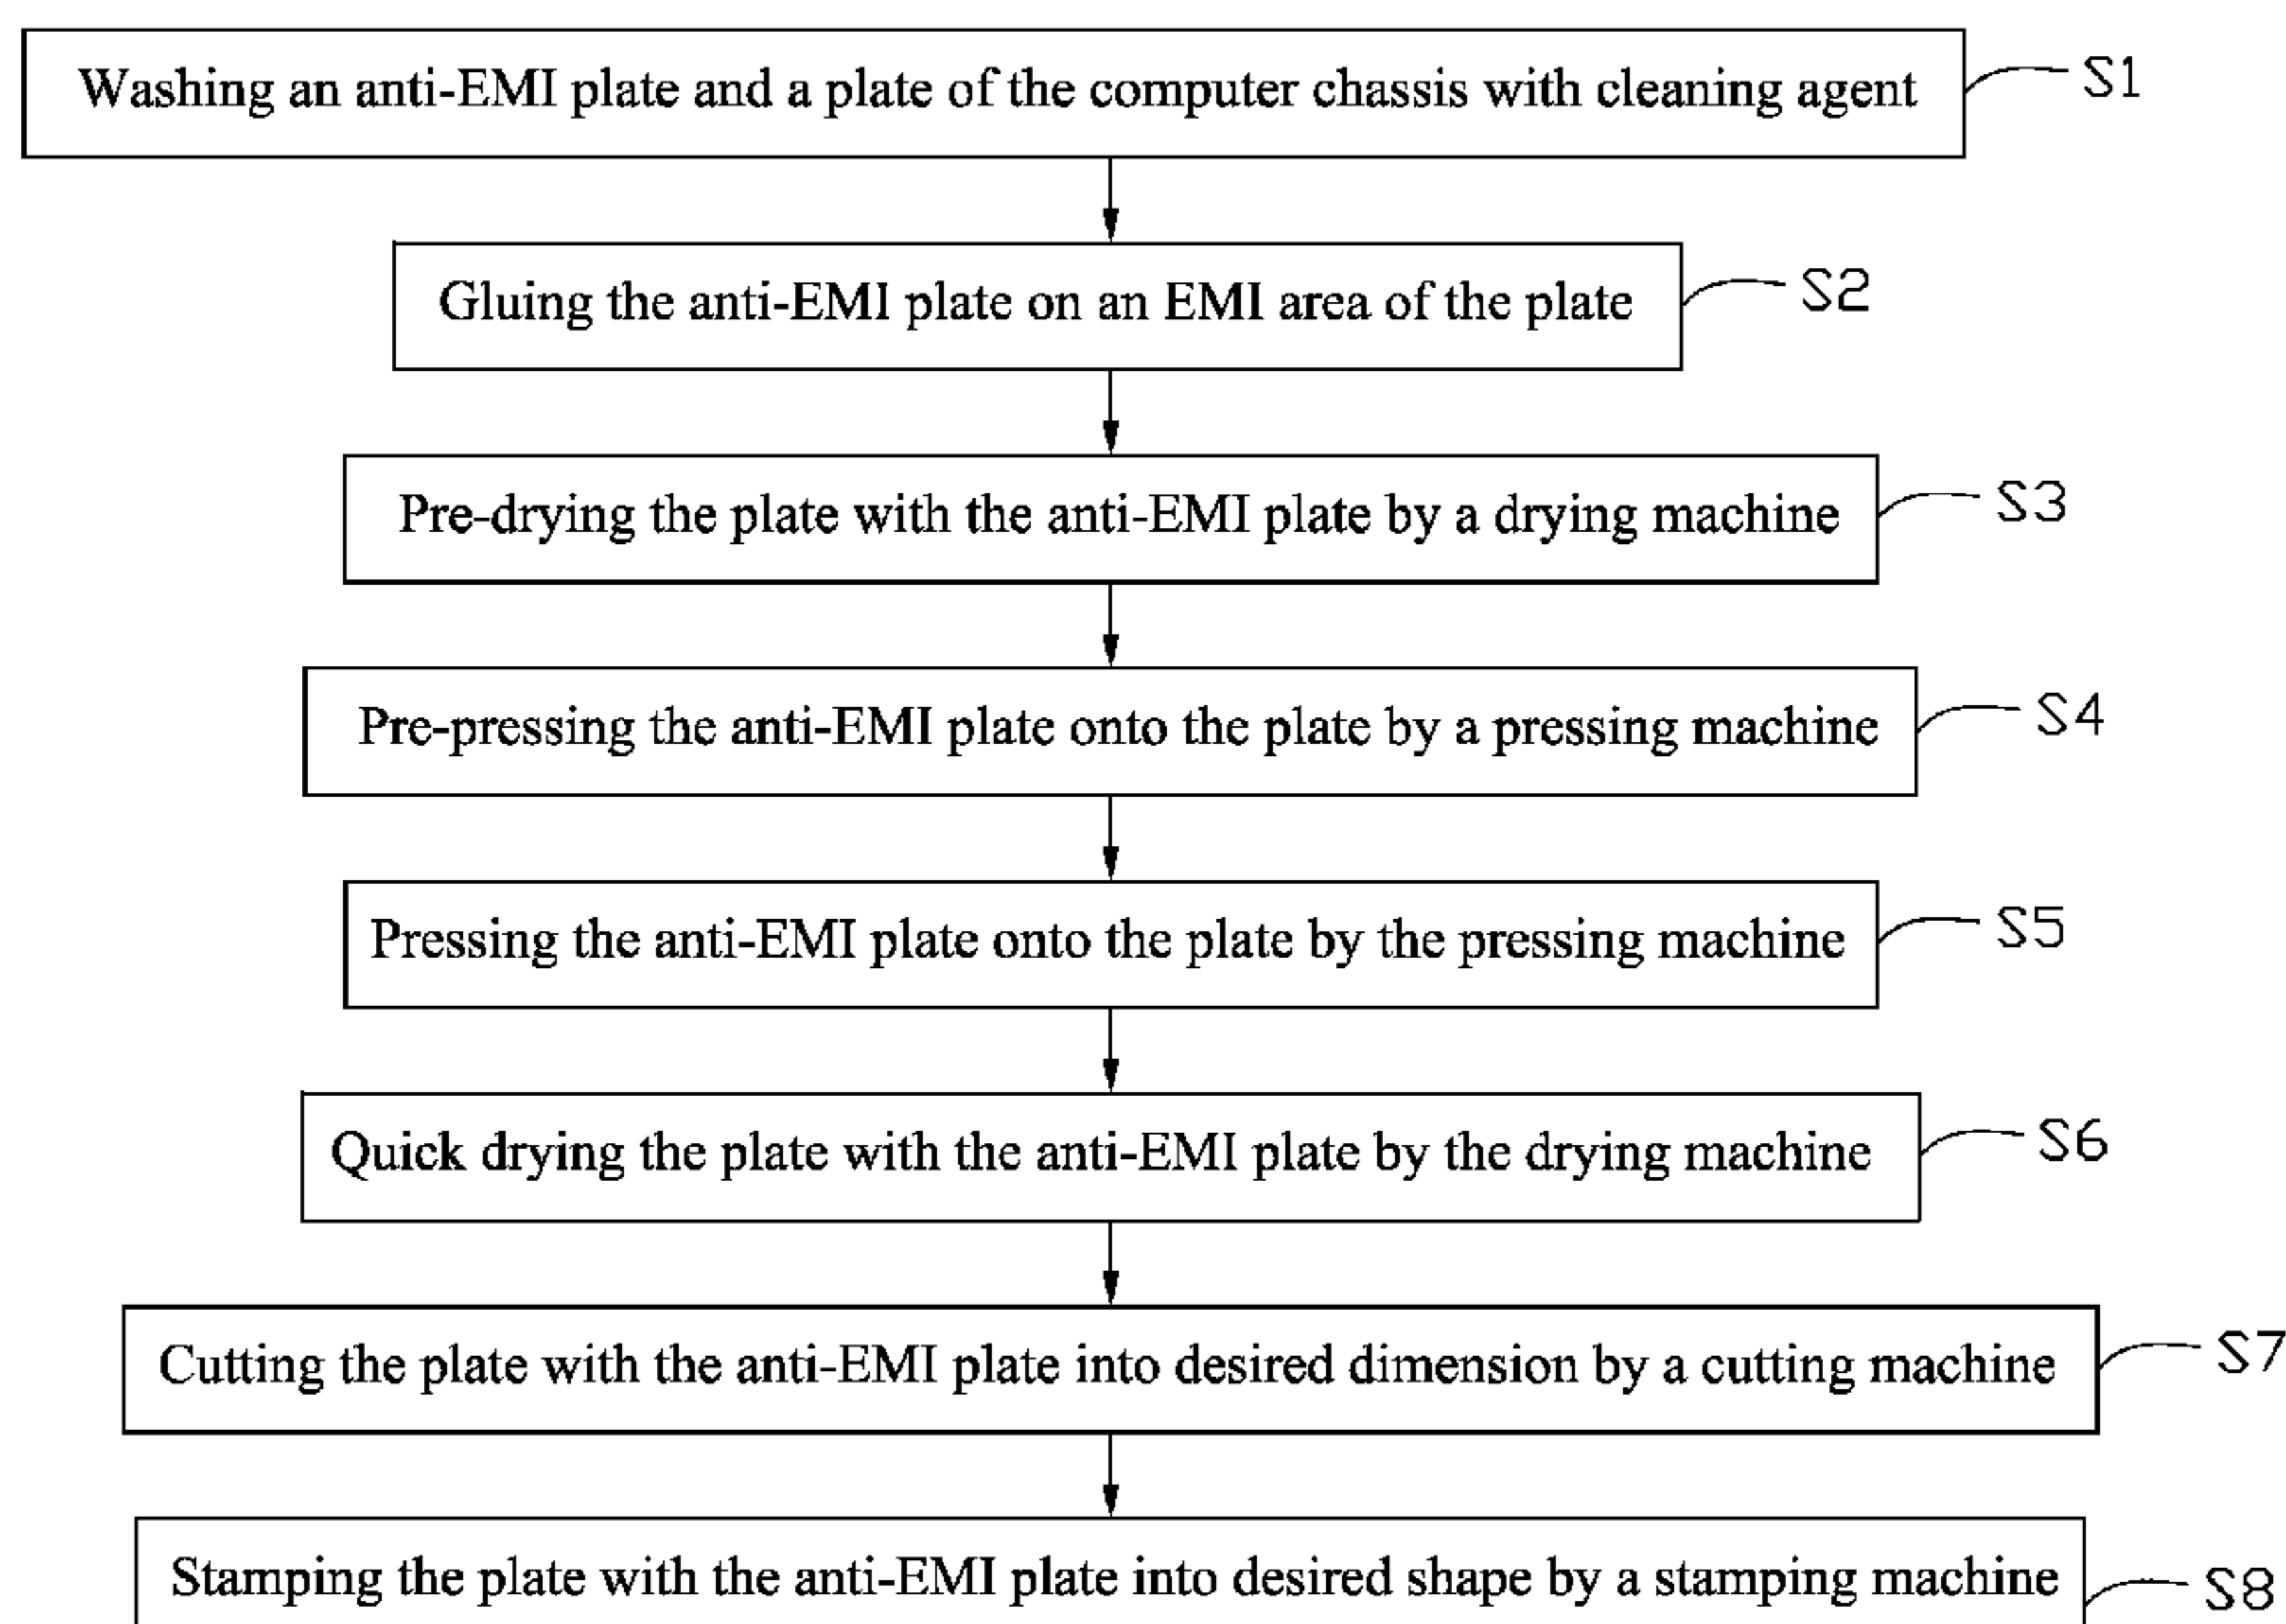 Washing an anti-EMI plate and a plate of the computer chassis with cleaning agent S1
Gluing the anti-EMI plate on an EMI area of the plate S2
Pre-drying the plate with the anti-EMI plate by a drying machine S3
Pre-pressing the anti-EMI plate onto the plate by a pressing machine S4
Pressing the anti-EMI plate onto the plate by the pressing machine S5
Quick drying the plate with the anti-EMI plate by the drying machine S6
Cutting the plate with the anti-EMI plate into desired dimension by a cutting machine S7
Stamping the plate with the anti-EMI plate into desired shape by a stamping machine S8